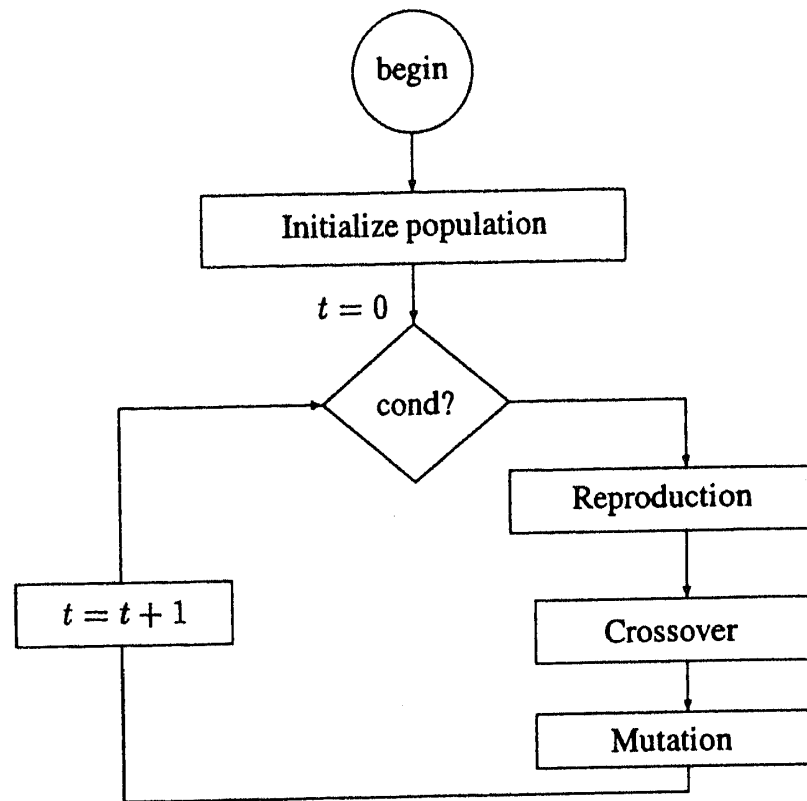 begin
Initialize population
t = 0
cond?
Reproduction
t = t + 1
Crossover
Mutation